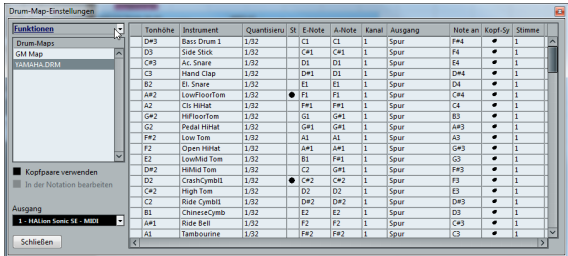 Drum-Map-Einstellungen
Funktionen
Drum-Maps
GM Map
YAMAHA.DRM
Kopfpaare verwenden
In der Notation bearbeiten
Ausgang
1 - HALion Sonic SE - MIDI
Schließen
Tonhöhe Instrument Quantisieru St E-Note A-Note Kanal Ausgang Note an Kopf-Sy Stimme
D#3 Bass Drum 1 1/32 C1 C1 1 Spur F#4 1
D3 Side Stick 1/32 C#1 C#1 1 Spur F4 1
C#3 Ac. Snare 1/32 D1 D1 1 Spur E4 1
C3 Hand Clap 1/32 D#1 D#1 1 Spur D#4 1
B2 El. Snare 1/32 E1 E1 1 Spur D4 1
A#2 LowFloorTom 1/32 F1 F1 1 Spur C#4 1
A2 Cls HiHat 1/32 F#1 F#1 1 Spur C4 1
G#2 HiFloorTom 1/32 G1 G#1 1 Spur B3 1
G2 Pedal HiHat 1/32 G#1 G#1 1 Spur A#3 1
F#2 Low Tom 1/32 A1 A1 1 Spur A3 1
F2 Open HiHat 1/32 A#1 A#1 1 Spur G#3 1
E2 LowMid Tom 1/32 B1 F#1 1 Spur G3 1
D#2 HiMid Tom 1/32 C2 G#1 1 Spur F#3 1
D2 CrashCymbl1 1/32 C#2 C#2 1 Spur F3 1
C#2 High Tom 1/32 D2 D2 1 Spur E3 1
C2 Ride Cymbl1 1/32 D#2 D#2 1 Spur D#3 1
B1 ChineseCymb 1/32 E2 E2 1 Spur D3 1
A#1 Ride Bell 1/32 F2 F2 1 Spur C#3 1
A1 Tambourine 1/32 F#2 F#2 1 Spur C3 1